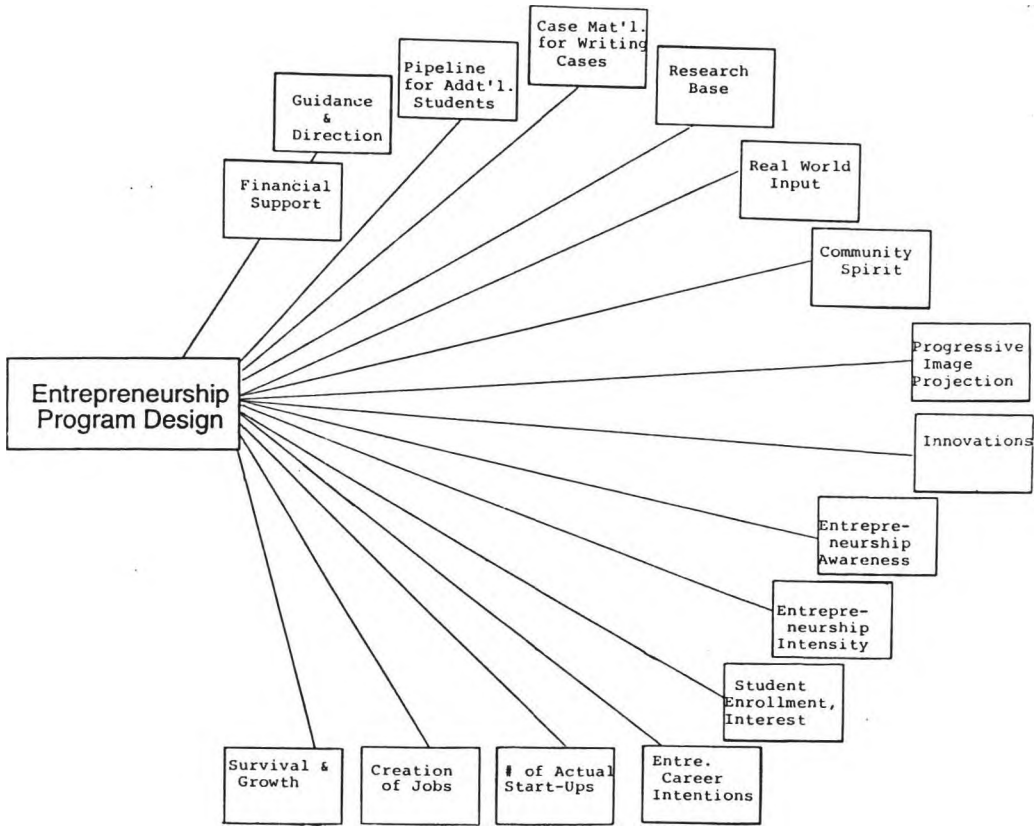 Case Mat'l.
for Writing
Cases
Pipeline
for Addt'l.
Students
Research
Base
Guidance
&
Direction
Real World
Input
Financial
Support
Community
Spirit
Progressive
Image
Projection
Entrepreneurship
Program Design
Innovations
Entrepre-
neurship
Awareness
Entrepre-
neurship
Intensity
Student
Enrollment,
Interest
Survival &
Growth
Creation
of Jobs
# of Actual
Start-Ups
Entre.
Career
Intentions